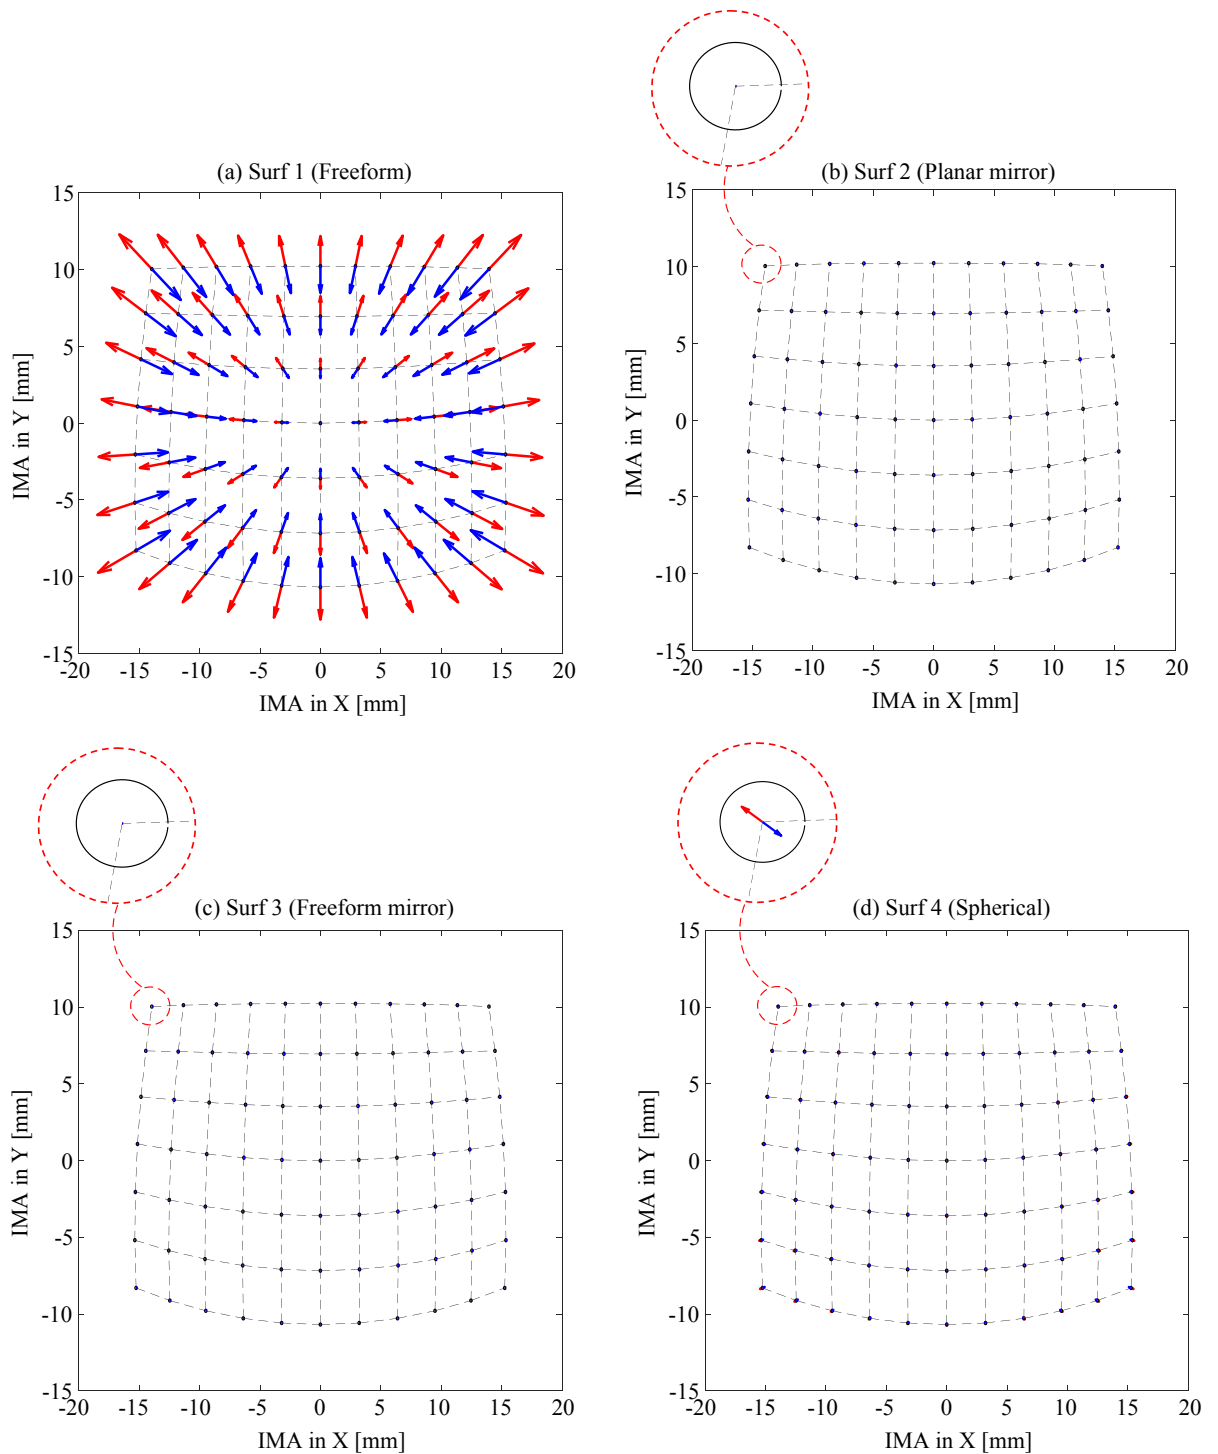 (a) Surf 1 (Freeform)
15
10
5
0
-5
-10
-15
IMA in Y [mm]
-20 -15 -10 -5 0 5 10 15 20
IMA in X [mm]
(b) Surf 2 (Planar mirror)
15
10
5
0
-5
-10
-15
IMA in Y [mm]
-20 -15 -10 -5 0 5 10 15 20
IMA in X [mm]
(c) Surf 3 (Freeform mirror)
15
10
5
0
-5
-10
-15
IMA in Y [mm]
-20 -15 -10 -5 0 5 10 15 20
IMA in X [mm]
(d) Surf 4 (Spherical)
15
10
5
0
-5
-10
-15
IMA in Y [mm]
-20 -15 -10 -5 0 5 10 15 20
IMA in X [mm]